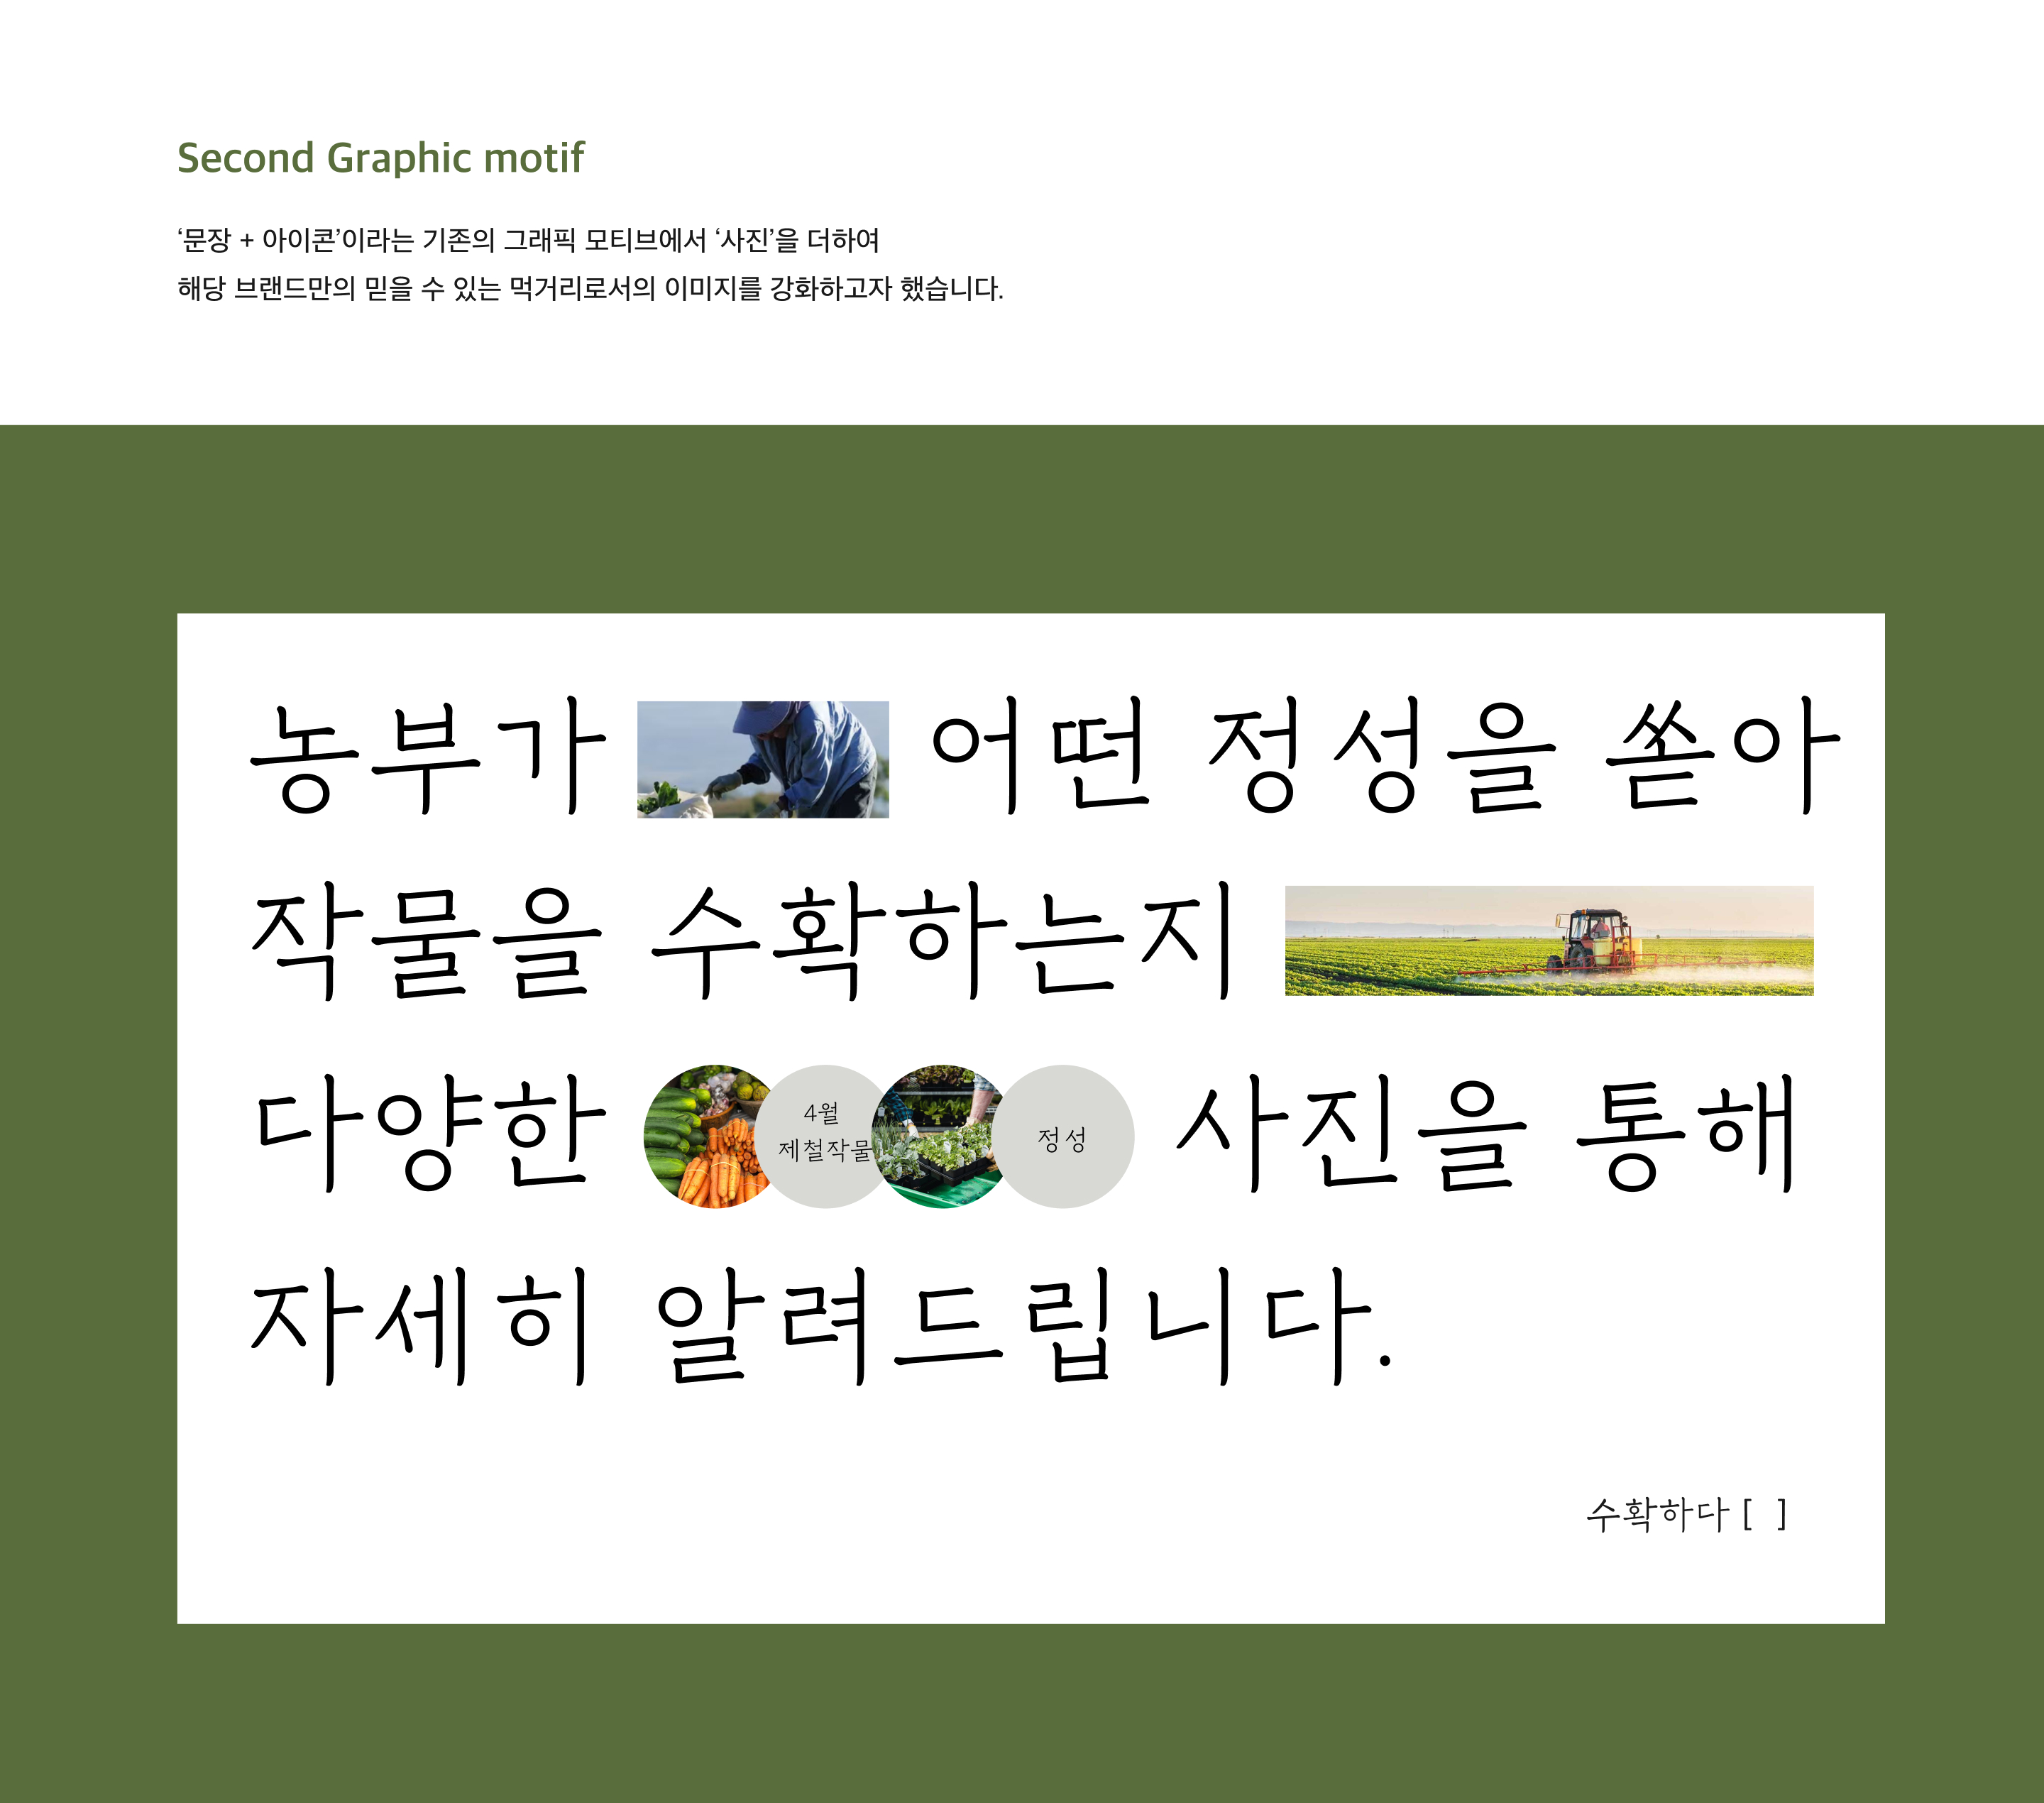 Second Graphic motif
‘문장 + 아이콘’이라는 기존의 그래픽 모티브에서 ‘사진’을 더하여
해당 브랜드만의 믿을 수 있는 먹거리로서의 이미지를 강화하고자 했습니다.
농부가 어떤 정성을 쏟아
작물을 수확하는지
다양한 4월 제철작물 정성 사진을 통해
자세히 알려드립니다.
수확하다 [ ]